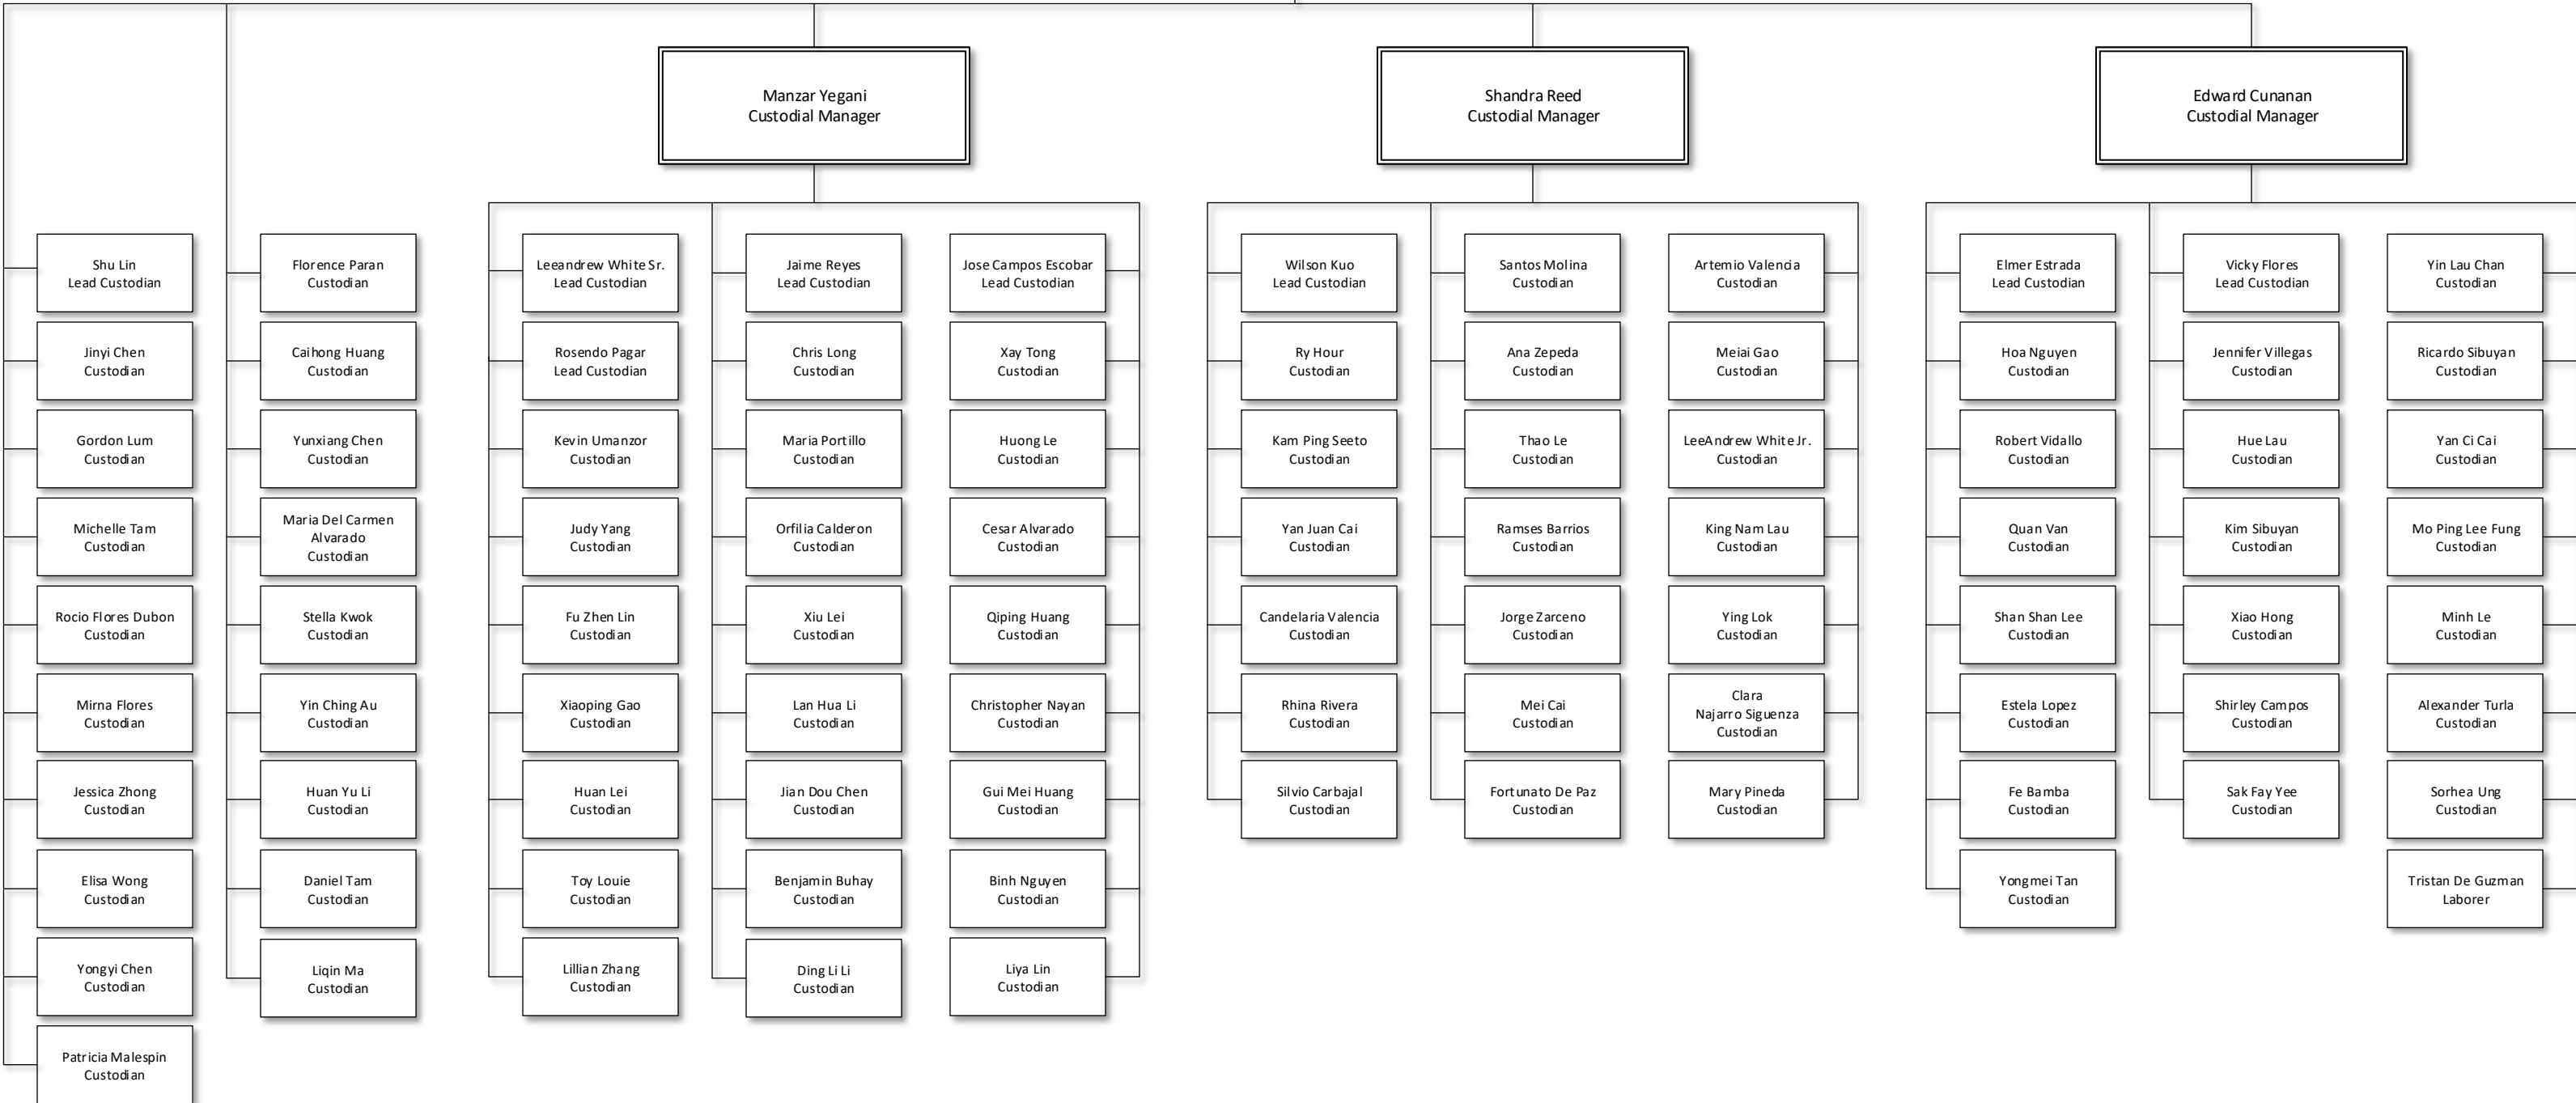 Manzar Yegani
Custodial Manager
Shandra Reed
Custodial Manager
Edward Cunanan
Custodial Manager
Shu Lin
Lead Custodian
Jinyi Chen
Custodian
Gordon Lum
Custodian
Michelle Tam
Custodian
Rocio Flores Dubon
Custodian
Mirna Flores
Custodian
Jessica Zhong
Custodian
Elisa Wong
Custodian
Yongyi Chen
Custodian
Patricia Malespin
Custodian
Florence Paran
Custodian
Caihong Huang
Custodian
Yunxiang Chen
Custodian
Maria Del Carmen
Alvarado
Custodian
Stella Kwok
Custodian
Yin Ching Au
Custodian
Huan Yu Li
Custodian
Daniel Tam
Custodian
Liqin Ma
Custodian
Leeandrew White Sr.
Lead Custodian
Rosendo Pagar
Lead Custodian
Kevin Umanzor
Custodian
Judy Yang
Custodian
Fu Zhen Lin
Custodian
Xiaoping Gao
Custodian
Huan Lei
Custodian
Toy Louie
Custodian
Lillian Zhang
Custodian
Jaime Reyes
Lead Custodian
Chris Long
Custodian
Maria Portillo
Custodian
Orfilia Calderon
Custodian
Xiu Lei
Custodian
Lan Hua Li
Custodian
Jian Dou Chen
Custodian
Benjamin Buhay
Custodian
Ding Li Li
Custodian
Jose Campos Escobar
Lead Custodian
Xay Tong
Custodian
Huong Le
Custodian
Cesar Alvarado
Custodian
Qiping Huang
Custodian
Christopher Nayan
Custodian
Gui Mei Huang
Custodian
Binh Nguyen
Custodian
Liya Lin
Custodian
Wilson Kuo
Lead Custodian
Ry Hour
Custodian
Kam Ping Seeto
Custodian
Yan Juan Cai
Custodian
Candelaria Valencia
Custodian
Rhina Rivera
Custodian
Silvio Carbajal
Custodian
Santos Molina
Custodian
Ana Zepeda
Custodian
Thao Le
Custodian
Ramses Barrios
Custodian
Jorge Zarceno
Custodian
Mei Cai
Custodian
Fortunato De Paz
Custodian
Artemio Valencia
Custodian
Meiai Gao
Custodian
LeeAndrew White Jr.
Custodian
King Nam Lau
Custodian
Ying Lok
Custodian
Clara
Najarro Siguenza
Custodian
Mary Pineda
Custodian
Elmer Estrada
Lead Custodian
Hoa Nguyen
Custodian
Robert Vidallo
Custodian
Quan Van
Custodian
Shan Shan Lee
Custodian
Estela Lopez
Custodian
Fe Bamba
Custodian
Yongmei Tan
Custodian
Vicky Flores
Lead Custodian
Jennifer Villegas
Custodian
Hue Lau
Custodian
Kim Sibuyan
Custodian
Xiao Hong
Custodian
Shirley Campos
Custodian
Sak Fay Yee
Custodian
Yin Lau Chan
Custodian
Ricardo Sibuyan
Custodian
Yan Ci Cai
Custodian
Mo Ping Lee Fung
Custodian
Minh Le
Custodian
Alexander Turla
Custodian
Sorhea Ung
Custodian
Tristan De Guzman
Laborer